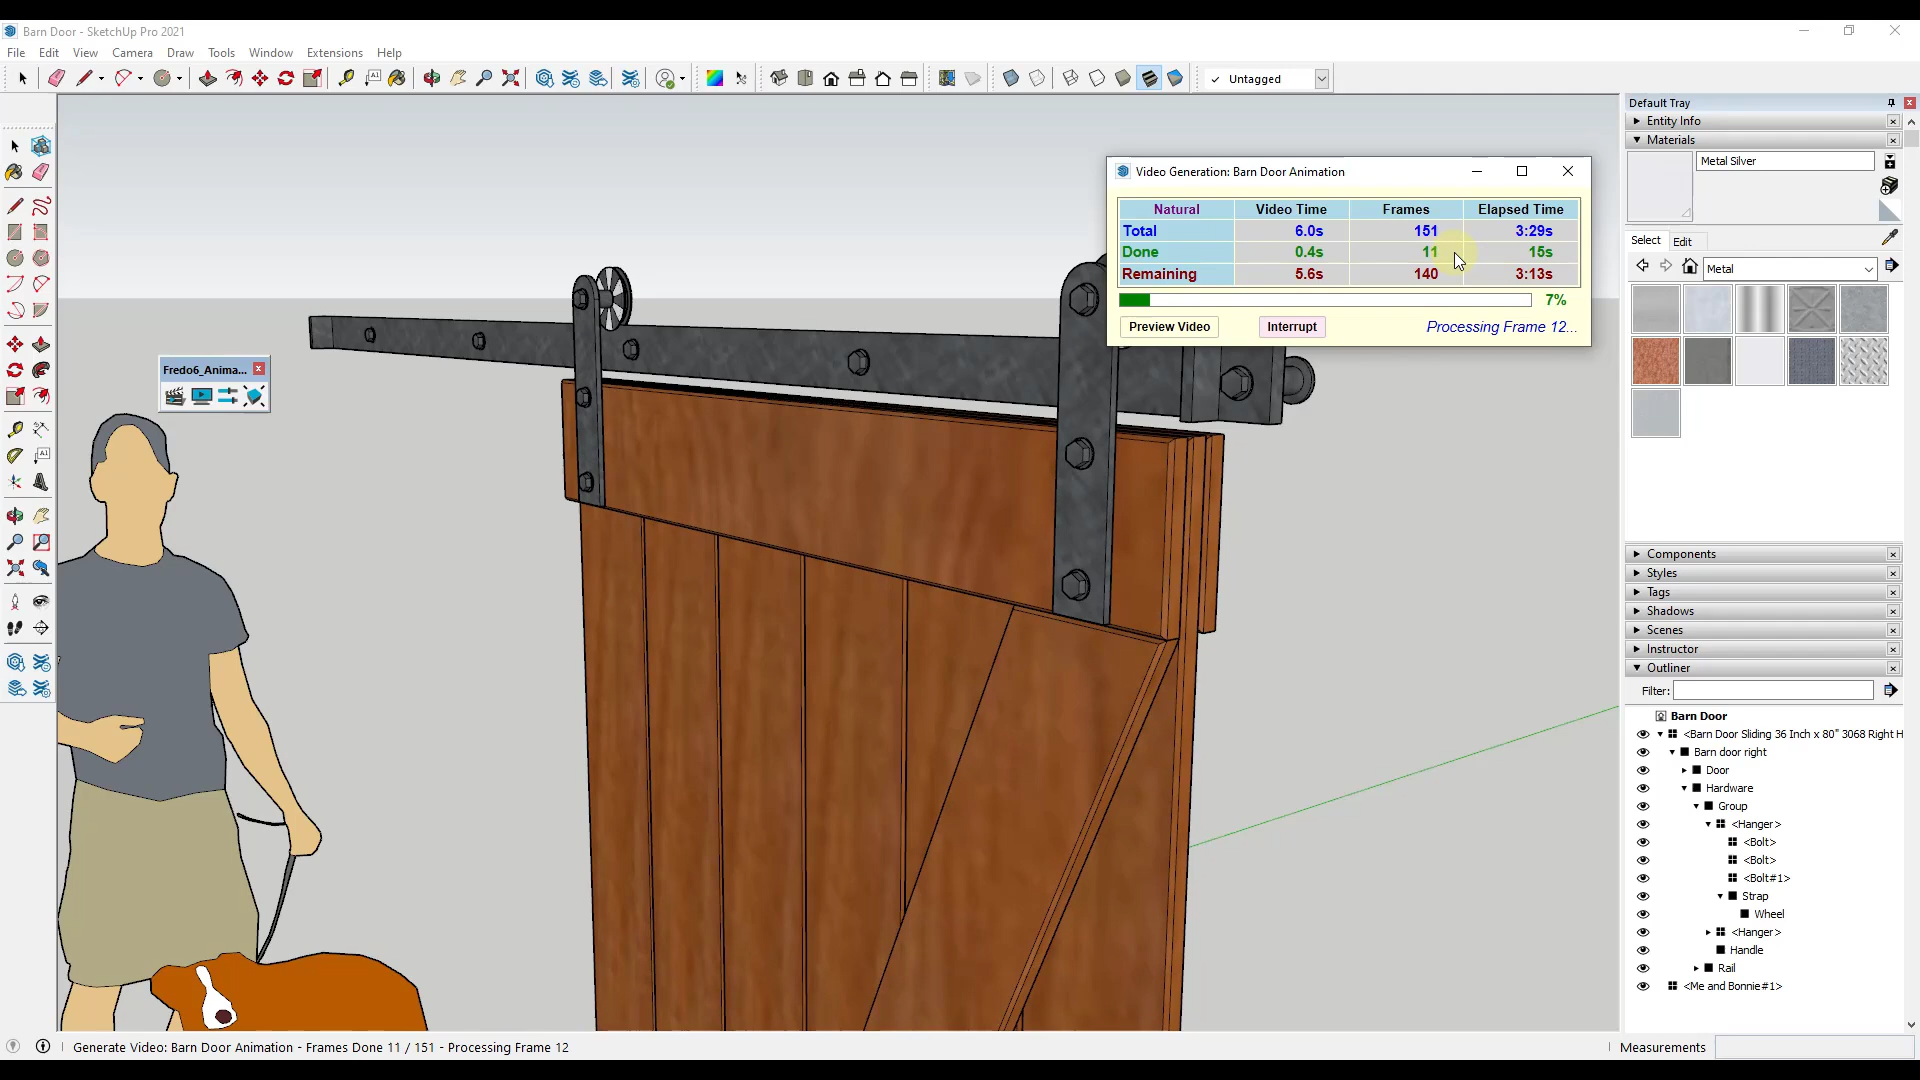 Barn Door - SketchUp Pro 2021
File Edit View Camera Draw Tools Window Extensions Help
Untagged
Default Tray
Entity Info
Materials
Metal Silver
Select Edit
Metal
Video Generation: Barn Door Animation
Natural Video Time Frames Elapsed Time
Total 6.0s 151 3:29s
Done 0.4s 11 15s
Remaining 5.6s 140 3:13s
7%
Preview Video Interrupt Processing Frame 12...
Fredo6_Anima...
Components
Styles
Tags
Shadows
Scenes
Instructor
Outliner
Filter:
Barn Door
<Barn Door Sliding 36 Inch x 80" 3068 Right H
Barn door right
Door
Hardware
Group
<Hanger>
<Bolt>
<Bolt>
<Bolt#1>
Strap
Wheel
<Hanger>
Handle
Rail
<Me and Bonnie#1>
Generate Video: Barn Door Animation - Frames Done 11 / 151 - Processing Frame 12
Measurements